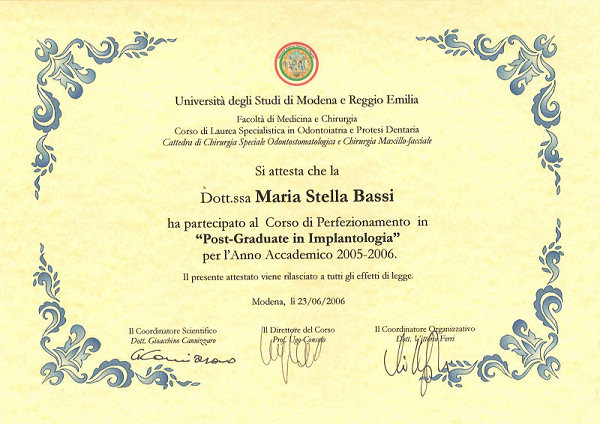 Università degli Studi di Modena e Reggio Emilia
Facoltà di Medicina e Chirurgia
Corso di Laurea Specialistica in Odontoiatria e Protesi Dentaria
Cattedra di Chirurgia Speciale Odontostomatologica e Chirurgia Maxillo-facciale
Si attesta che la
Dott.ssa Maria Stella Bassi
ha partecipato al Corso di Perfezionamento in
“Post-Graduate in Implantologia”
per l’Anno Accademico 2005-2006.
Il presente attestato viene rilasciato a tutti gli effetti di legge.
Modena, lì 23/06/2006
Il Coordinatore Scientifico Il Direttore del Corso Il Coordinatore Organizzativo
Dott. Gioacchino Cannizzaro Prof. Ugo Consolo Dott. Vittorio Ferri